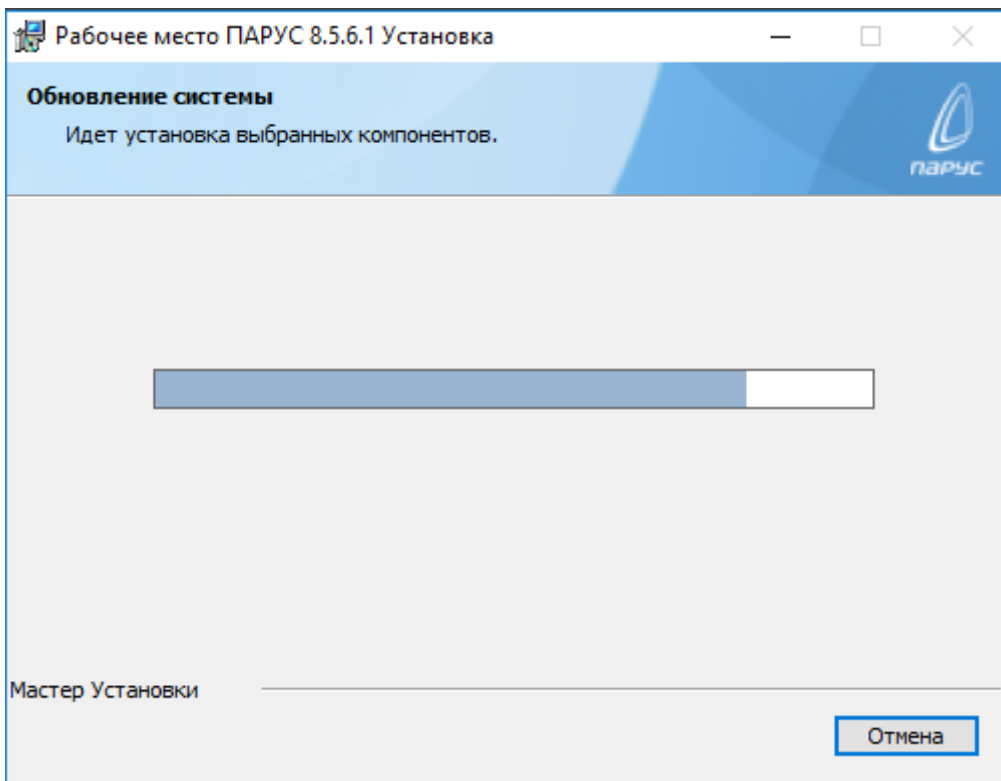 Рабочее место ПАРУС 8.5.6.1 Установка
Обновление системы
Идет установка выбранных компонентов.
парус
Мастер Установки
Отмена